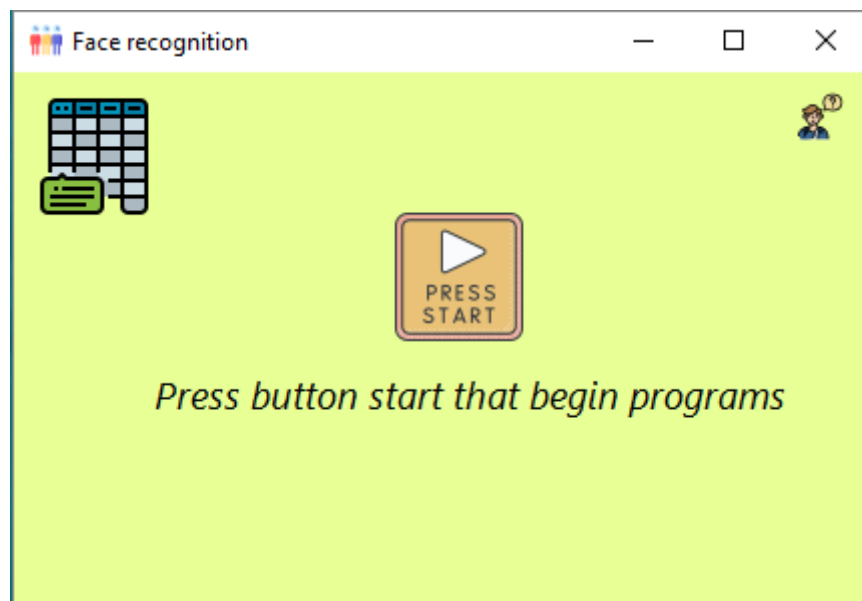 Face recognition
?
PRESS
START
Press button start that begin programs